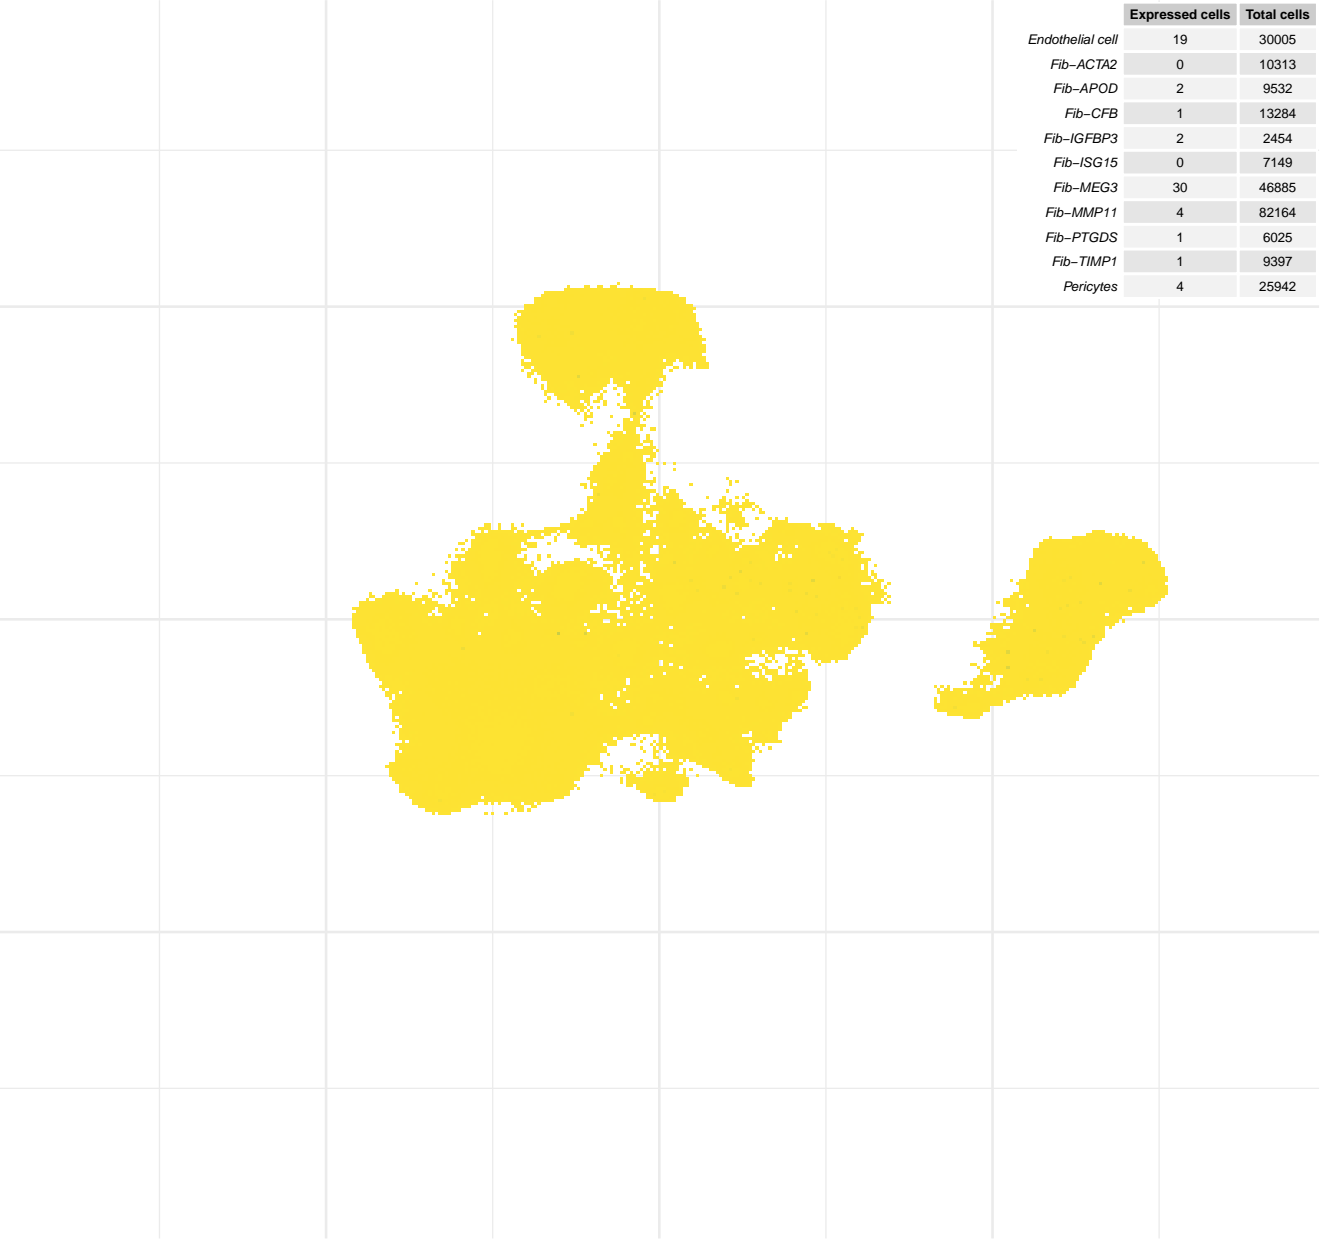 Expressed cells Total cells
Endothelial cell 19 30005
Fib−ACTA2 0 10313
Fib−APOD 2 9532
Fib−CFB 1 13284
Fib−IGFBP3 2 2454
Fib−ISG15 0 7149
Fib−MEG3 30 46885
Fib−MMP11 4 82164
Fib−PTGDS 1 6025
Fib−TIMP1 1 9397
Pericytes 4 25942